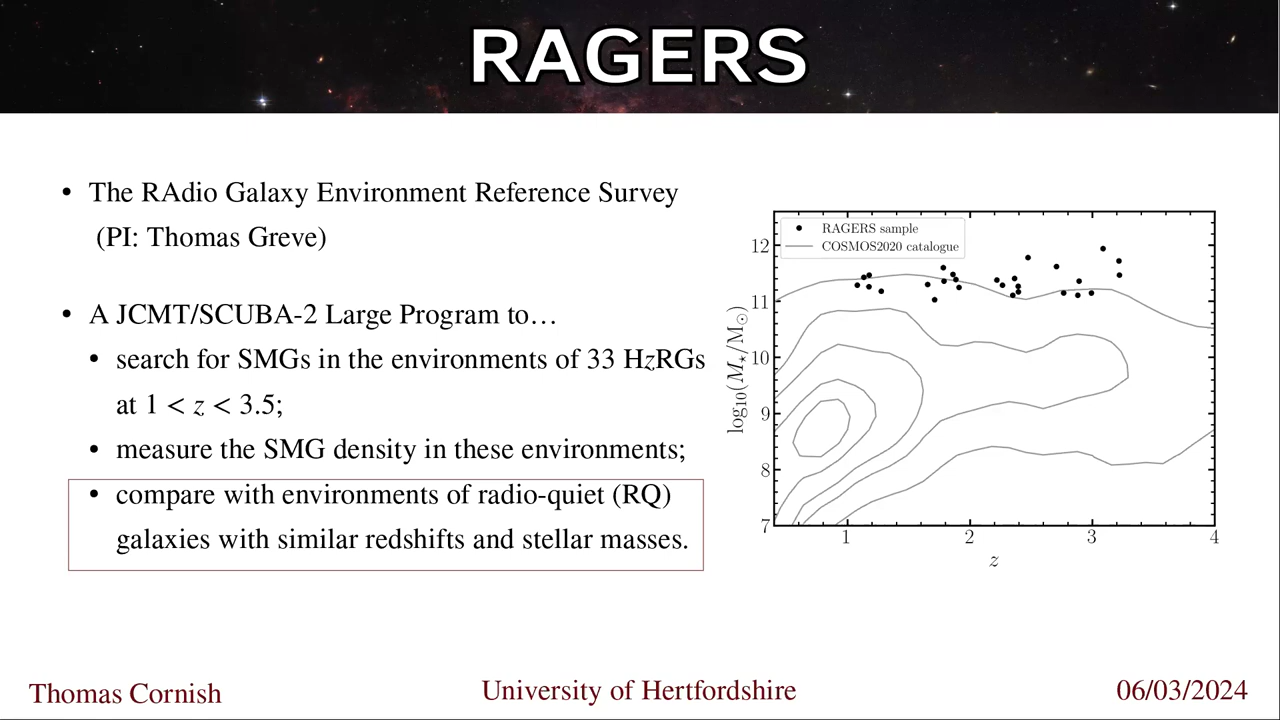 RAGERS
• The RAdio Galaxy Environment Reference Survey
(PI: Thomas Greve)
• A JCMT/SCUBA-2 Large Program to…
• search for SMGs in the environments of 33 HzRGs
at 1 < z < 3.5;
• measure the SMG density in these environments;
• compare with environments of radio-quiet (RQ)
galaxies with similar redshifts and stellar masses.
RAGERS sample
COSMOS2020 catalogue
log₁₀(M⋆/M⊙)
12
11
10
9
8
7
1 2 3 4
z
Thomas Cornish University of Hertfordshire 06/03/2024